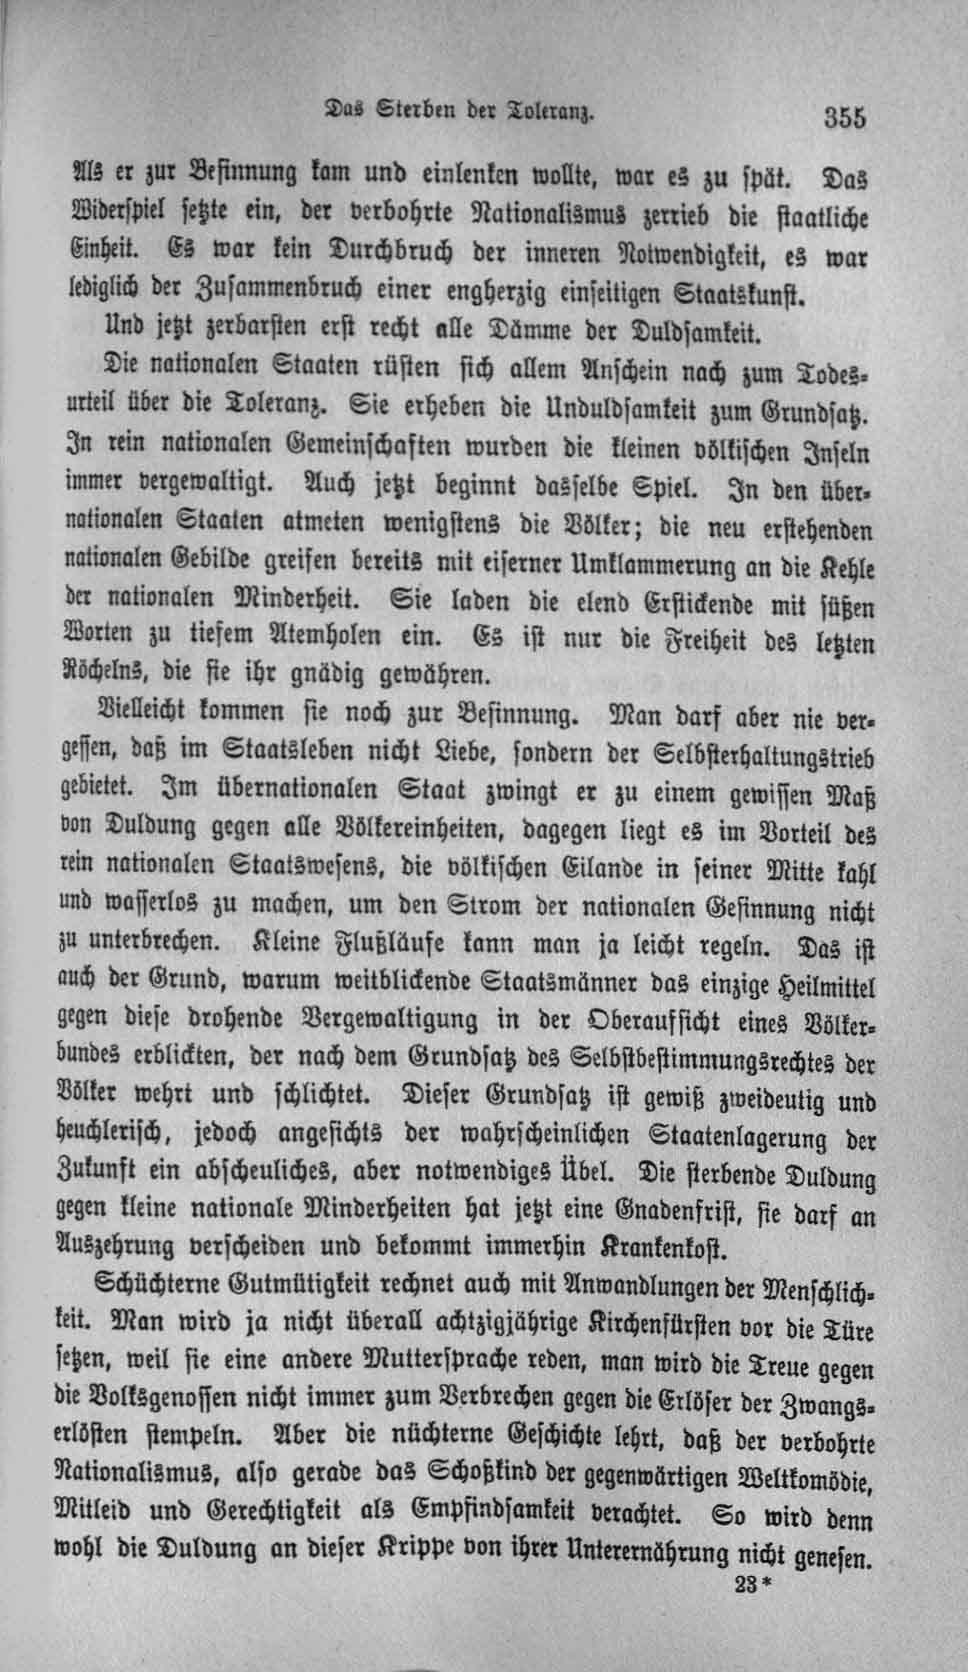 Das Sterben der Toleranz. 355
Als er zur Besinnung kam und einlenken wollte, war es zu spät. Das
Widerspiel setzte ein, der verbohrte Nationalismus zerrieb die staatliche
Einheit. Es war kein Durchbruch der inneren Notwendigkeit, es war
lediglich der Zusammenbruch einer engherzig einseitigen Staatskunst.
Und jetzt zerbarsten erst recht alle Dämme der Duldsamkeit.
Die nationalen Staaten rüsten sich allem Anschein nach zum Todes-
urteil über die Toleranz. Sie erheben die Unduldsamkeit zum Grundsatz.
In rein nationalen Gemeinschaften wurden die kleinen völkischen Inseln
immer vergewaltigt. Auch jetzt beginnt dasselbe Spiel. In den über-
nationalen Staaten atmeten wenigstens die Völker; die neu erstehenden
nationalen Gebilde greifen bereits mit eiserner Umklammerung an die Kehle
der nationalen Minderheit. Sie laden die elend Erstickende mit süßen
Worten zu tiefem Atemholen ein. Es ist nur die Freiheit des letzten
Röchelns, die sie ihr gnädig gewähren.
Vielleicht kommen sie noch zur Besinnung. Man darf aber nie ver-
gessen, daß im Staatsleben nicht Liebe, sondern der Selbsterhaltungstrieb
gebietet. Im übernationalen Staat zwingt er zu einem gewissen Maß
von Duldung gegen alle Völkereinheiten, dagegen liegt es im Vorteil des
rein nationalen Staatswesens, die völkischen Eilande in seiner Mitte kahl
und wasserlos zu machen, um den Strom der nationalen Gesinnung nicht
zu unterbrechen. Kleine Flußläufe kann man ja leicht regeln. Das ist
auch der Grund, warum weitblickende Staatsmänner das einzige Heilmittel
gegen diese drohende Vergewaltigung in der Oberaufsicht eines Völker-
bundes erblickten, der nach dem Grundsatz des Selbstbestimmungsrechtes der
Völker wehrt und schlichtet. Dieser Grundsatz ist gewiß zweideutig und
heuchlerisch, jedoch angesichts der wahrscheinlichen Staatenlagerung der
Zukunft ein abscheuliches, aber notwendiges Übel. Die sterbende Duldung
gegen kleine nationale Minderheiten hat jetzt eine Gnadenfrist, sie darf an
Auszehrung verscheiden und bekommt immerhin Krankenkost.
Schüchterne Gutmütigkeit rechnet auch mit Anwandlungen der Menschlich-
keit. Man wird ja nicht überall achtzigjährige Kirchenfürsten vor die Türe
setzen, weil sie eine andere Muttersprache reden, man wird die Treue gegen
die Volksgenossen nicht immer zum Verbrechen gegen die Erlöser der Zwangs-
erlösten stempeln. Aber die nüchterne Geschichte lehrt, daß der verbohrte
Nationalismus, also gerade das Schoßkind der gegenwärtigen Weltkomödie,
Mitleid und Gerechtigkeit als Empfindsamkeit verachtet. So wird denn
wohl die Duldung an dieser Krippe von ihrer Unterernährung nicht genesen.
23*